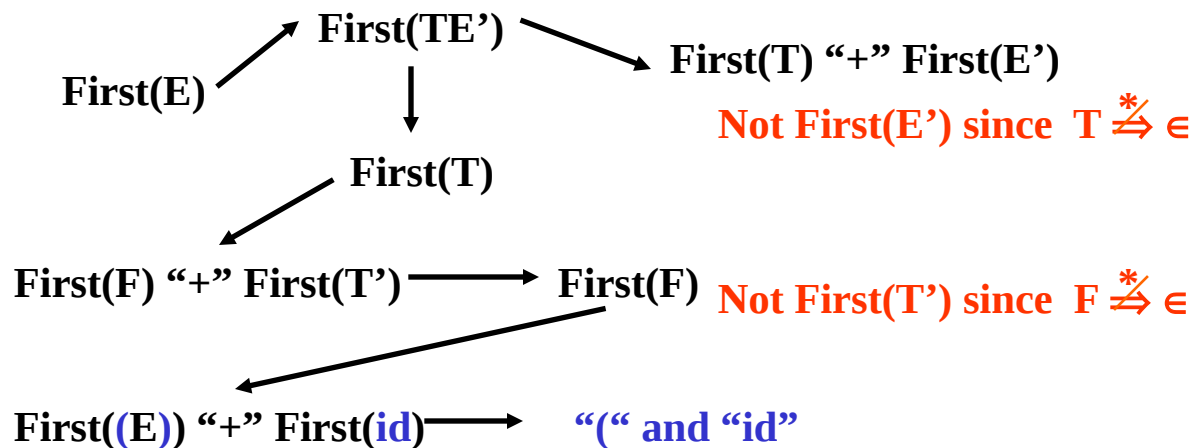 First(TE’)
First(E)
First(T) “+” First(E’)
Not First(E’) since T ⇏* ∈
First(T)
First(F) “+” First(T’)
First(F)
Not First(T’) since F ⇏* ∈
First((E)) “+” First(id)
“(“ and “id”